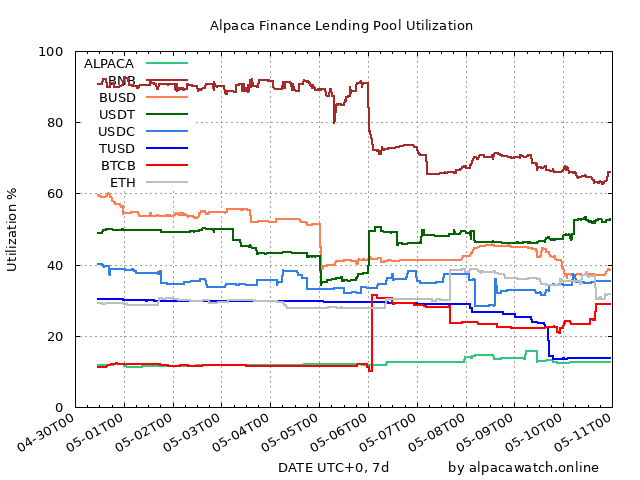 Alpaca Finance Lending Pool Utilization
Utilization %
100
80
60
40
20
0
ALPACA
BNB
BUSD
USDT
USDC
TUSD
BTCB
ETH
04-30T00
05-01T00
05-02T00
05-03T00
05-04T00
05-05T00
05-06T00
05-07T00
05-08T00
05-09T00
05-10T00
05-11T00
DATE UTC+0, 7d
by alpacawatch.online